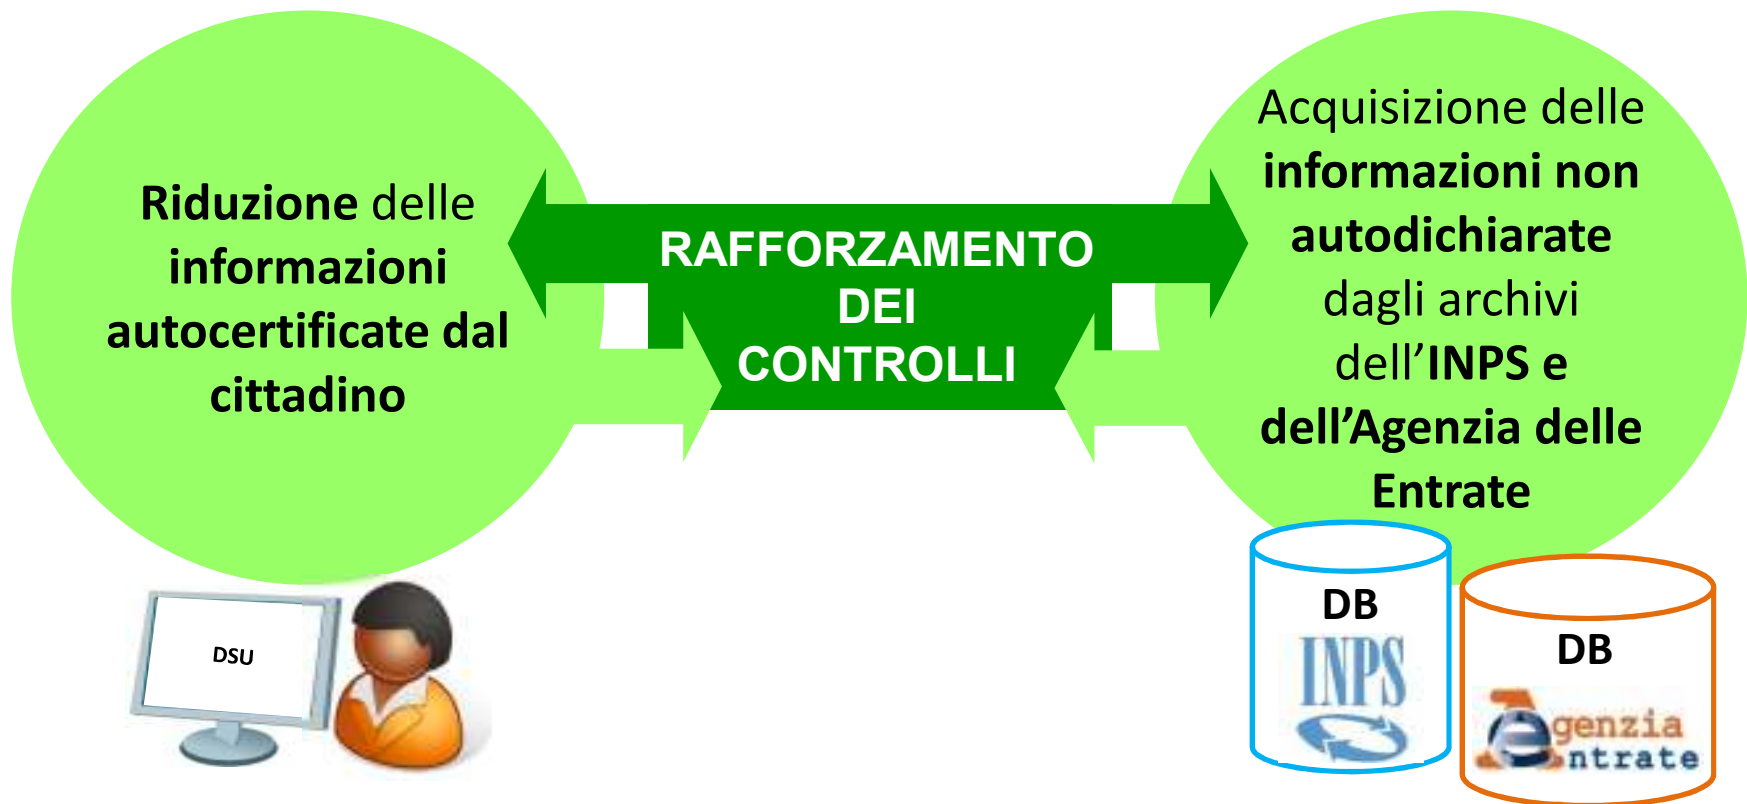 Riduzione delle
informazioni
autocertificate dal
cittadino
RAFFORZAMENTO
DEI
CONTROLLI
Acquisizione delle
informazioni non
autodichiarate
dagli archivi
dell’INPS e
dell’Agenzia delle
Entrate
DSU
DB
INPS
DB
agenzia
entrate